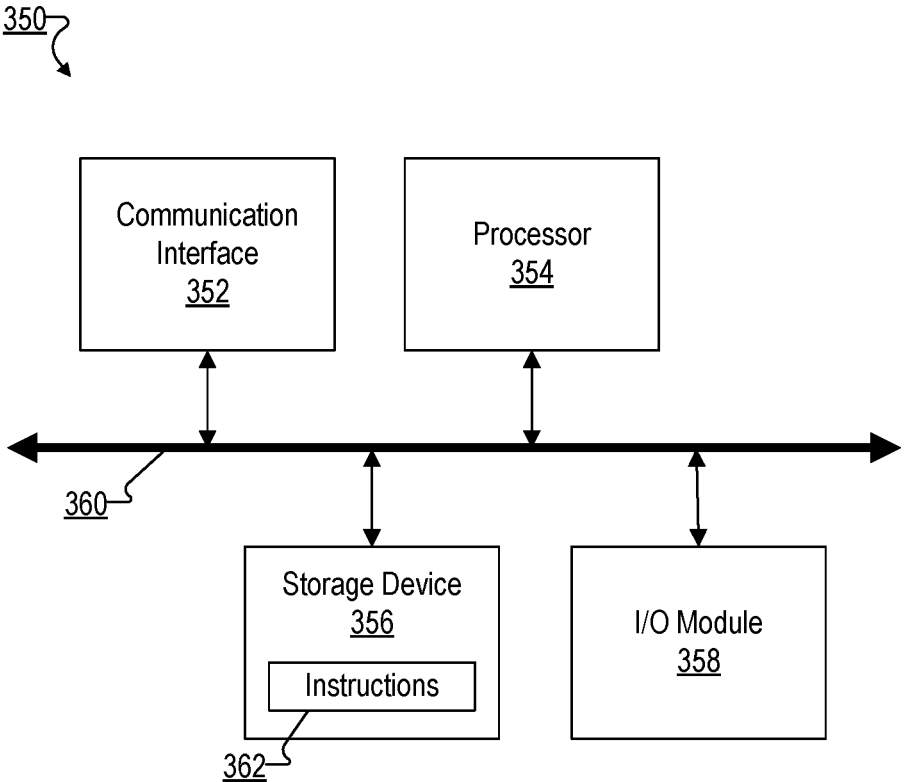 350
Communication
Interface
352
Processor
354
360
Storage Device
356
Instructions
362
I/O Module
358